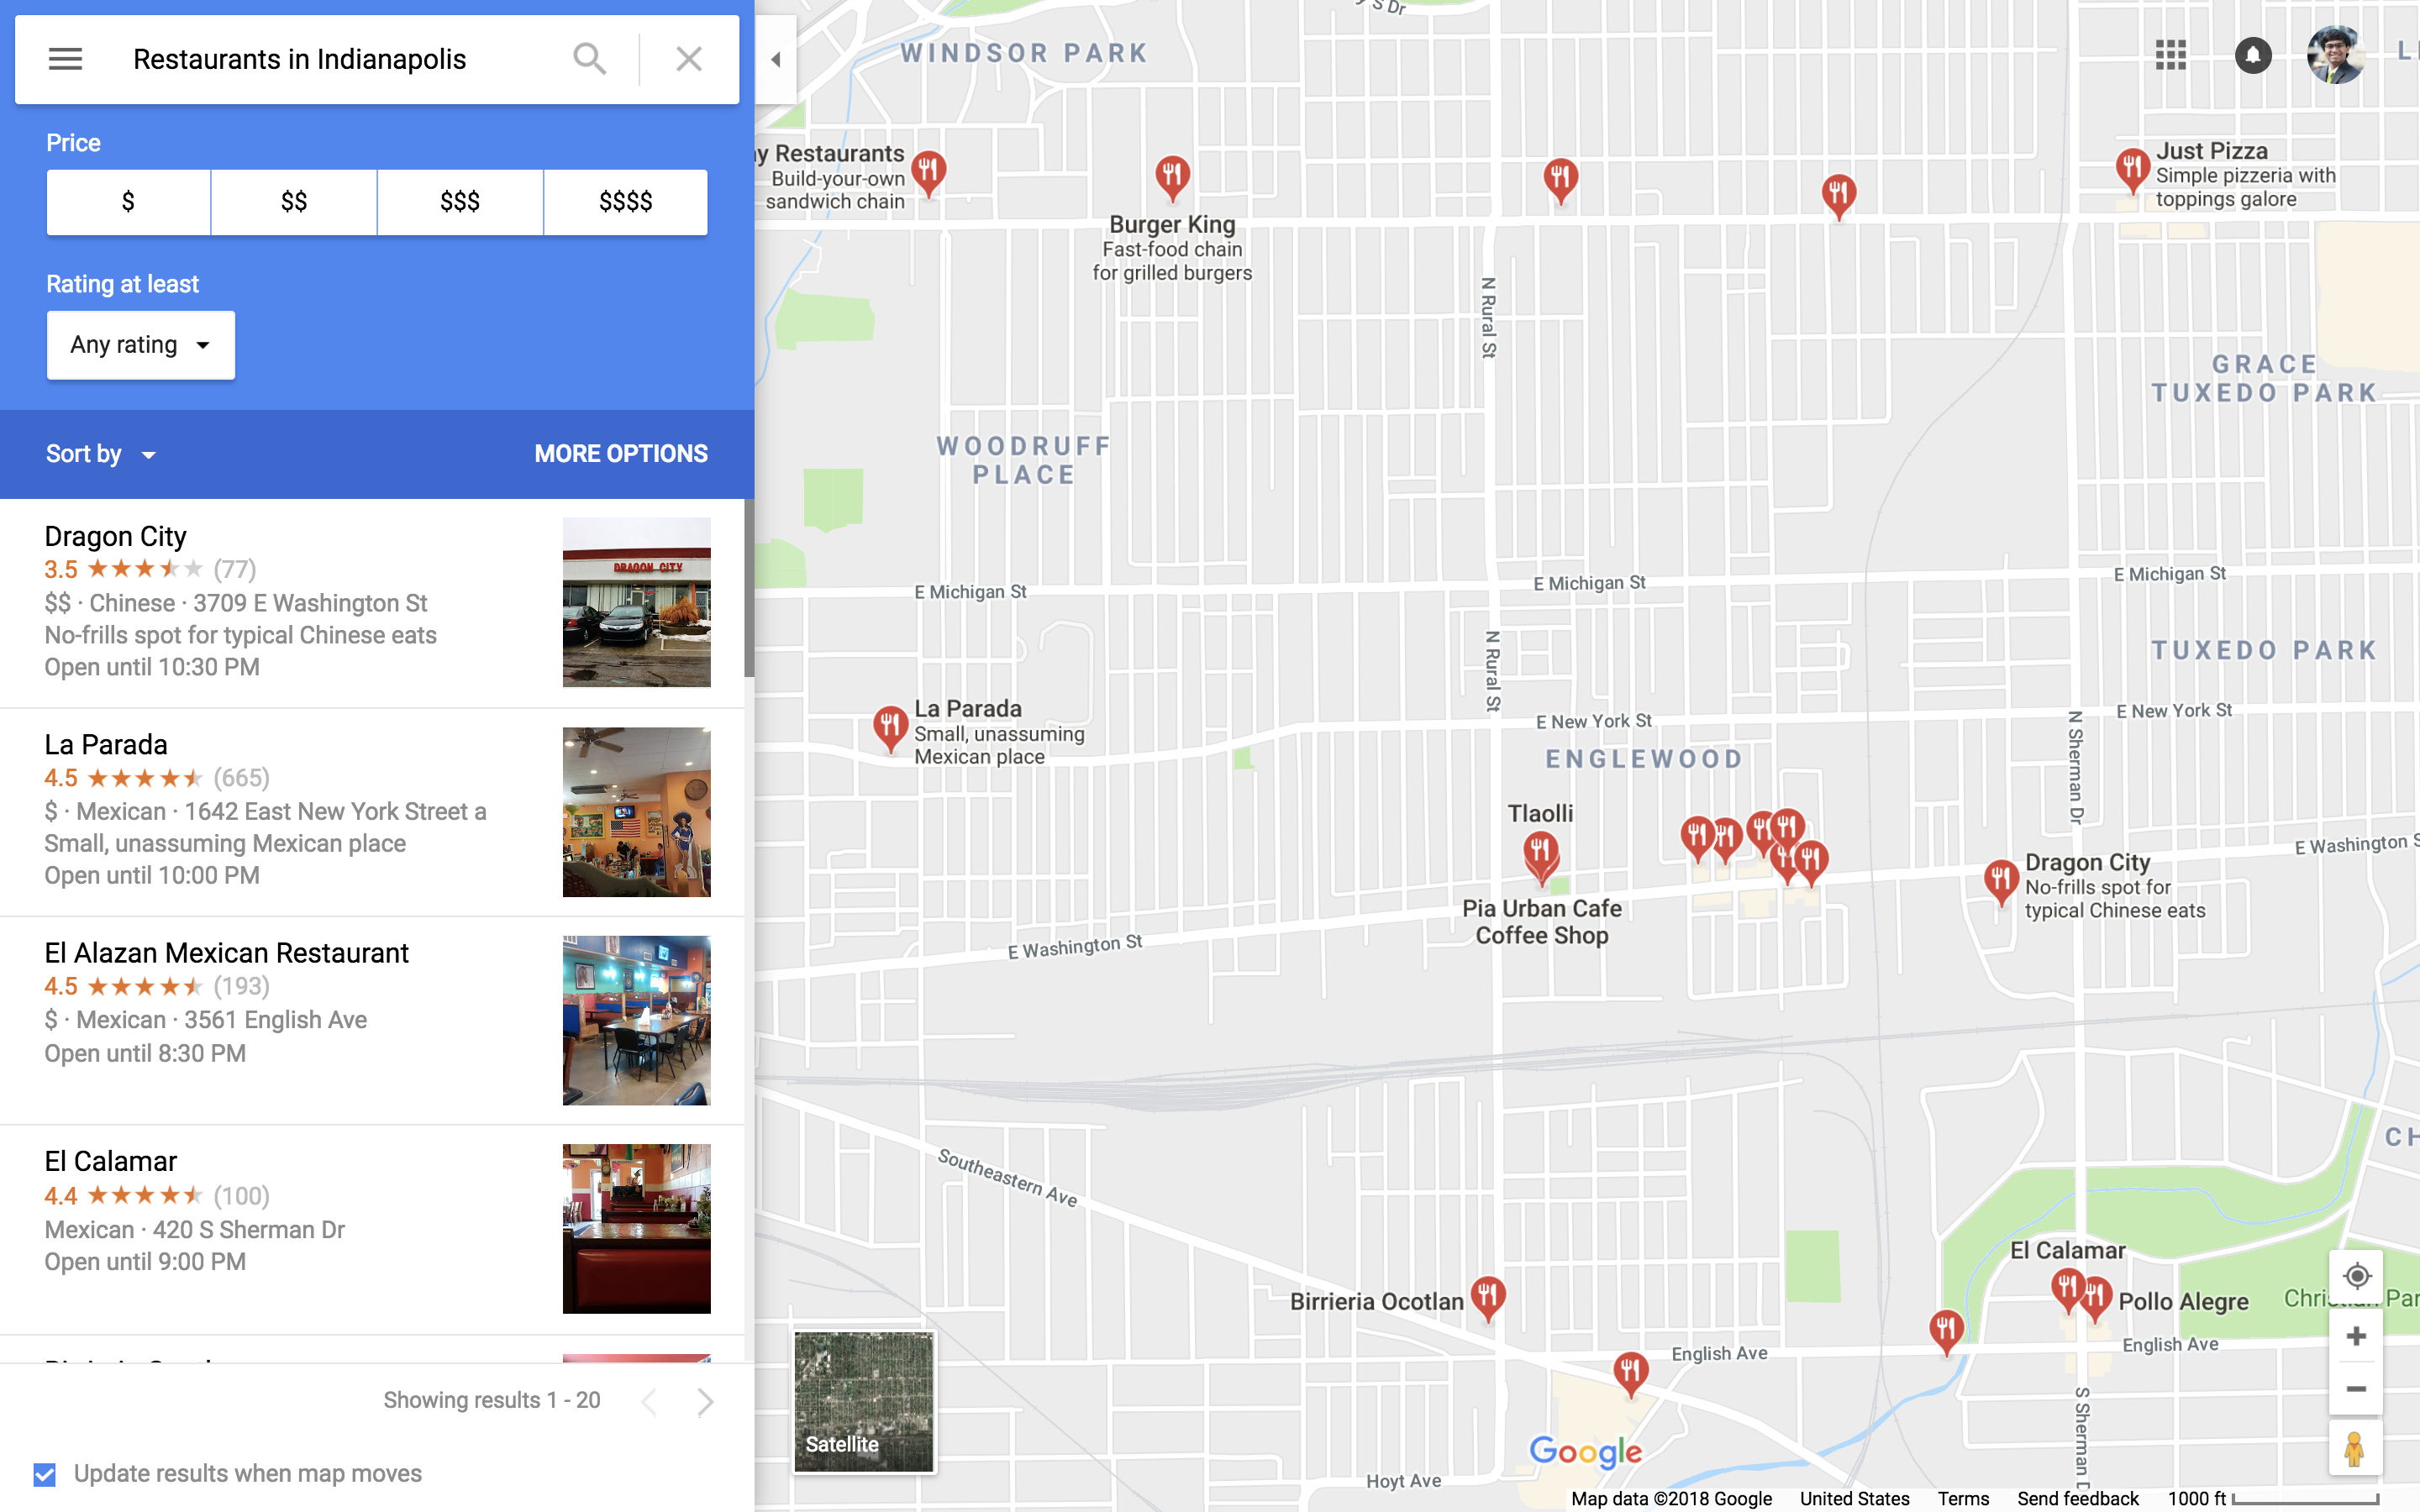 Restaurants in Indianapolis
Price
$
$$
$$$
$$$$
Rating at least
Any rating
Sort by
MORE OPTIONS
Dragon City
3.5 (77)
$$ · Chinese · 3709 E Washington St
No-frills spot for typical Chinese eats
Open until 10:30 PM
DRAGON CITY
La Parada
4.5 (665)
$ · Mexican · 1642 East New York Street a
Small, unassuming Mexican place
Open until 10:00 PM
El Alazan Mexican Restaurant
4.5 (193)
$ · Mexican · 3561 English Ave
Open until 8:30 PM
El Calamar
4.4 (100)
Mexican · 420 S Sherman Dr
Open until 9:00 PM
Showing results 1 - 20
Update results when map moves
S Dr
WINDSOR PARK
Restaurants
Build-your-own
sandwich chain
Burger King
Fast-food chain
for grilled burgers
Just Pizza
Simple pizzeria with
toppings galore
N Rural St
GRACE
TUXEDO PARK
WOODRUFF
PLACE
E Michigan St
E Michigan St
E Michigan St
N Rural St
TUXEDO PARK
La Parada
Small, unassuming
Mexican place
E New York St
E New York St
N Sherman Dr
ENGLEWOOD
Tlaolli
E Washington S
Dragon City
No-frills spot for
typical Chinese eats
Pia Urban Cafe
Coffee Shop
E Washington St
CH
Southeastern Ave
El Calamar
Pollo Alegre
Christian Par
Birrieria Ocotlan
English Ave
English Ave
S Sherman D
Satellite
Google
Hoyt Ave
Map data ©2018 Google
United States
Terms
Send feedback
1000 ft